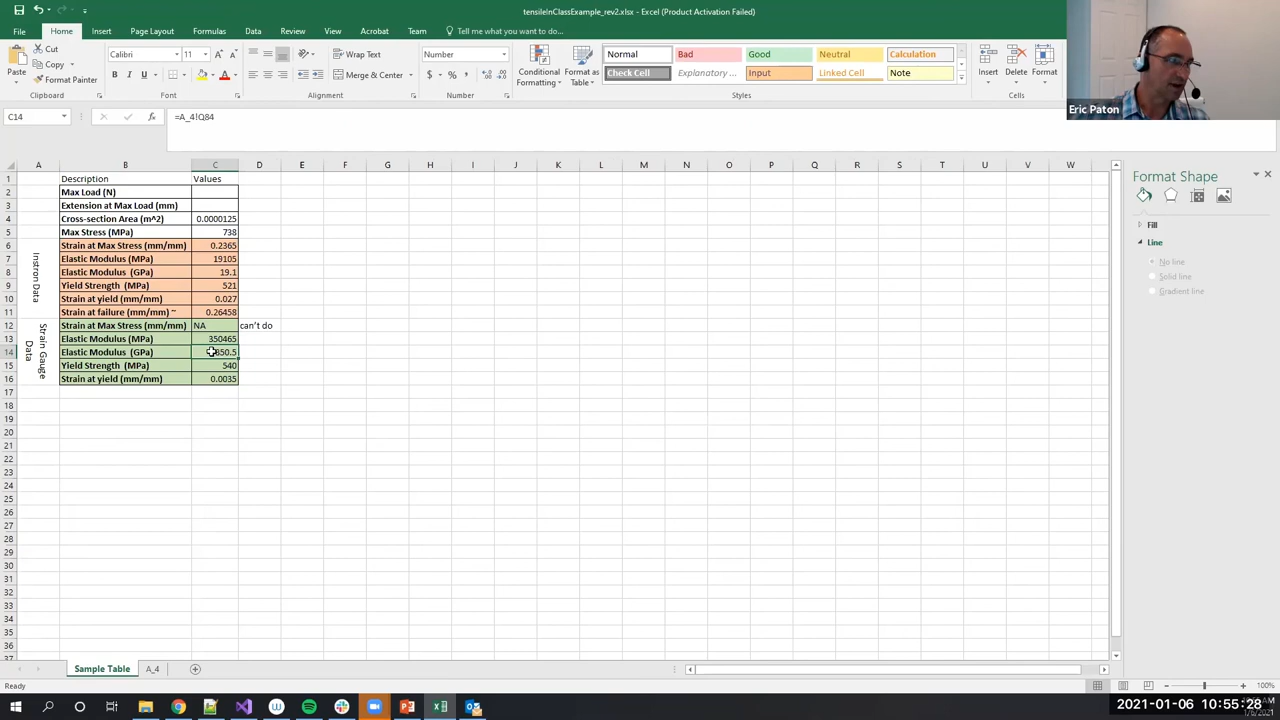 tensileInClassExample_rev2.xlsx - Excel (Product Activation Failed)
File Home Insert Page Layout Formulas Data Review View Acrobat Team Tell me what you want to do...
Paste Cut Copy Format Painter Clipboard
Calibri 11 B I U A Font
Wrap Text Merge & Center Alignment
Number $ % Number
Conditional Formatting Format as Table
Normal Bad Good Neutral Calculation
Check Cell Explanatory ... Input Linked Cell Note
Styles
Insert Delete Format Cells
Eric Paton
C14 fx =A_4!Q84
Format Shape
Fill
Line
No line
Solid line
Gradient line
A B C D E F G H I J K L M N O P Q R S T U V W
1 Description Values
2 Max Load (N)
3 Extension at Max Load (mm)
4 Cross-section Area (m^2) 0.0000125
5 Max Stress (MPa) 738
6 Strain at Max Stress (mm/mm) 0.2365
7 Elastic Modulus (MPa) 19105
8 Elastic Modulus (GPa) 19.1
9 Yield Strength (MPa) 521
10 Strain at yield (mm/mm) 0.027
11 Strain at failure (mm/mm) ~ 0.26458
12 Strain at Max Stress (mm/mm) NA can't do
13 Elastic Modulus (MPa) 350465
14 Elastic Modulus (GPa) 350.5
15 Yield Strength (MPa) 540
16 Strain at yield (mm/mm) 0.0035
Instron Data
Strain Gauge Data
17
18
19
20
21
22
23
24
25
26
27
28
29
30
31
32
33
34
35
36
37
Sample Table A_4
Ready 100%
2021-01-06 10:55:28 AM
1/6/2021